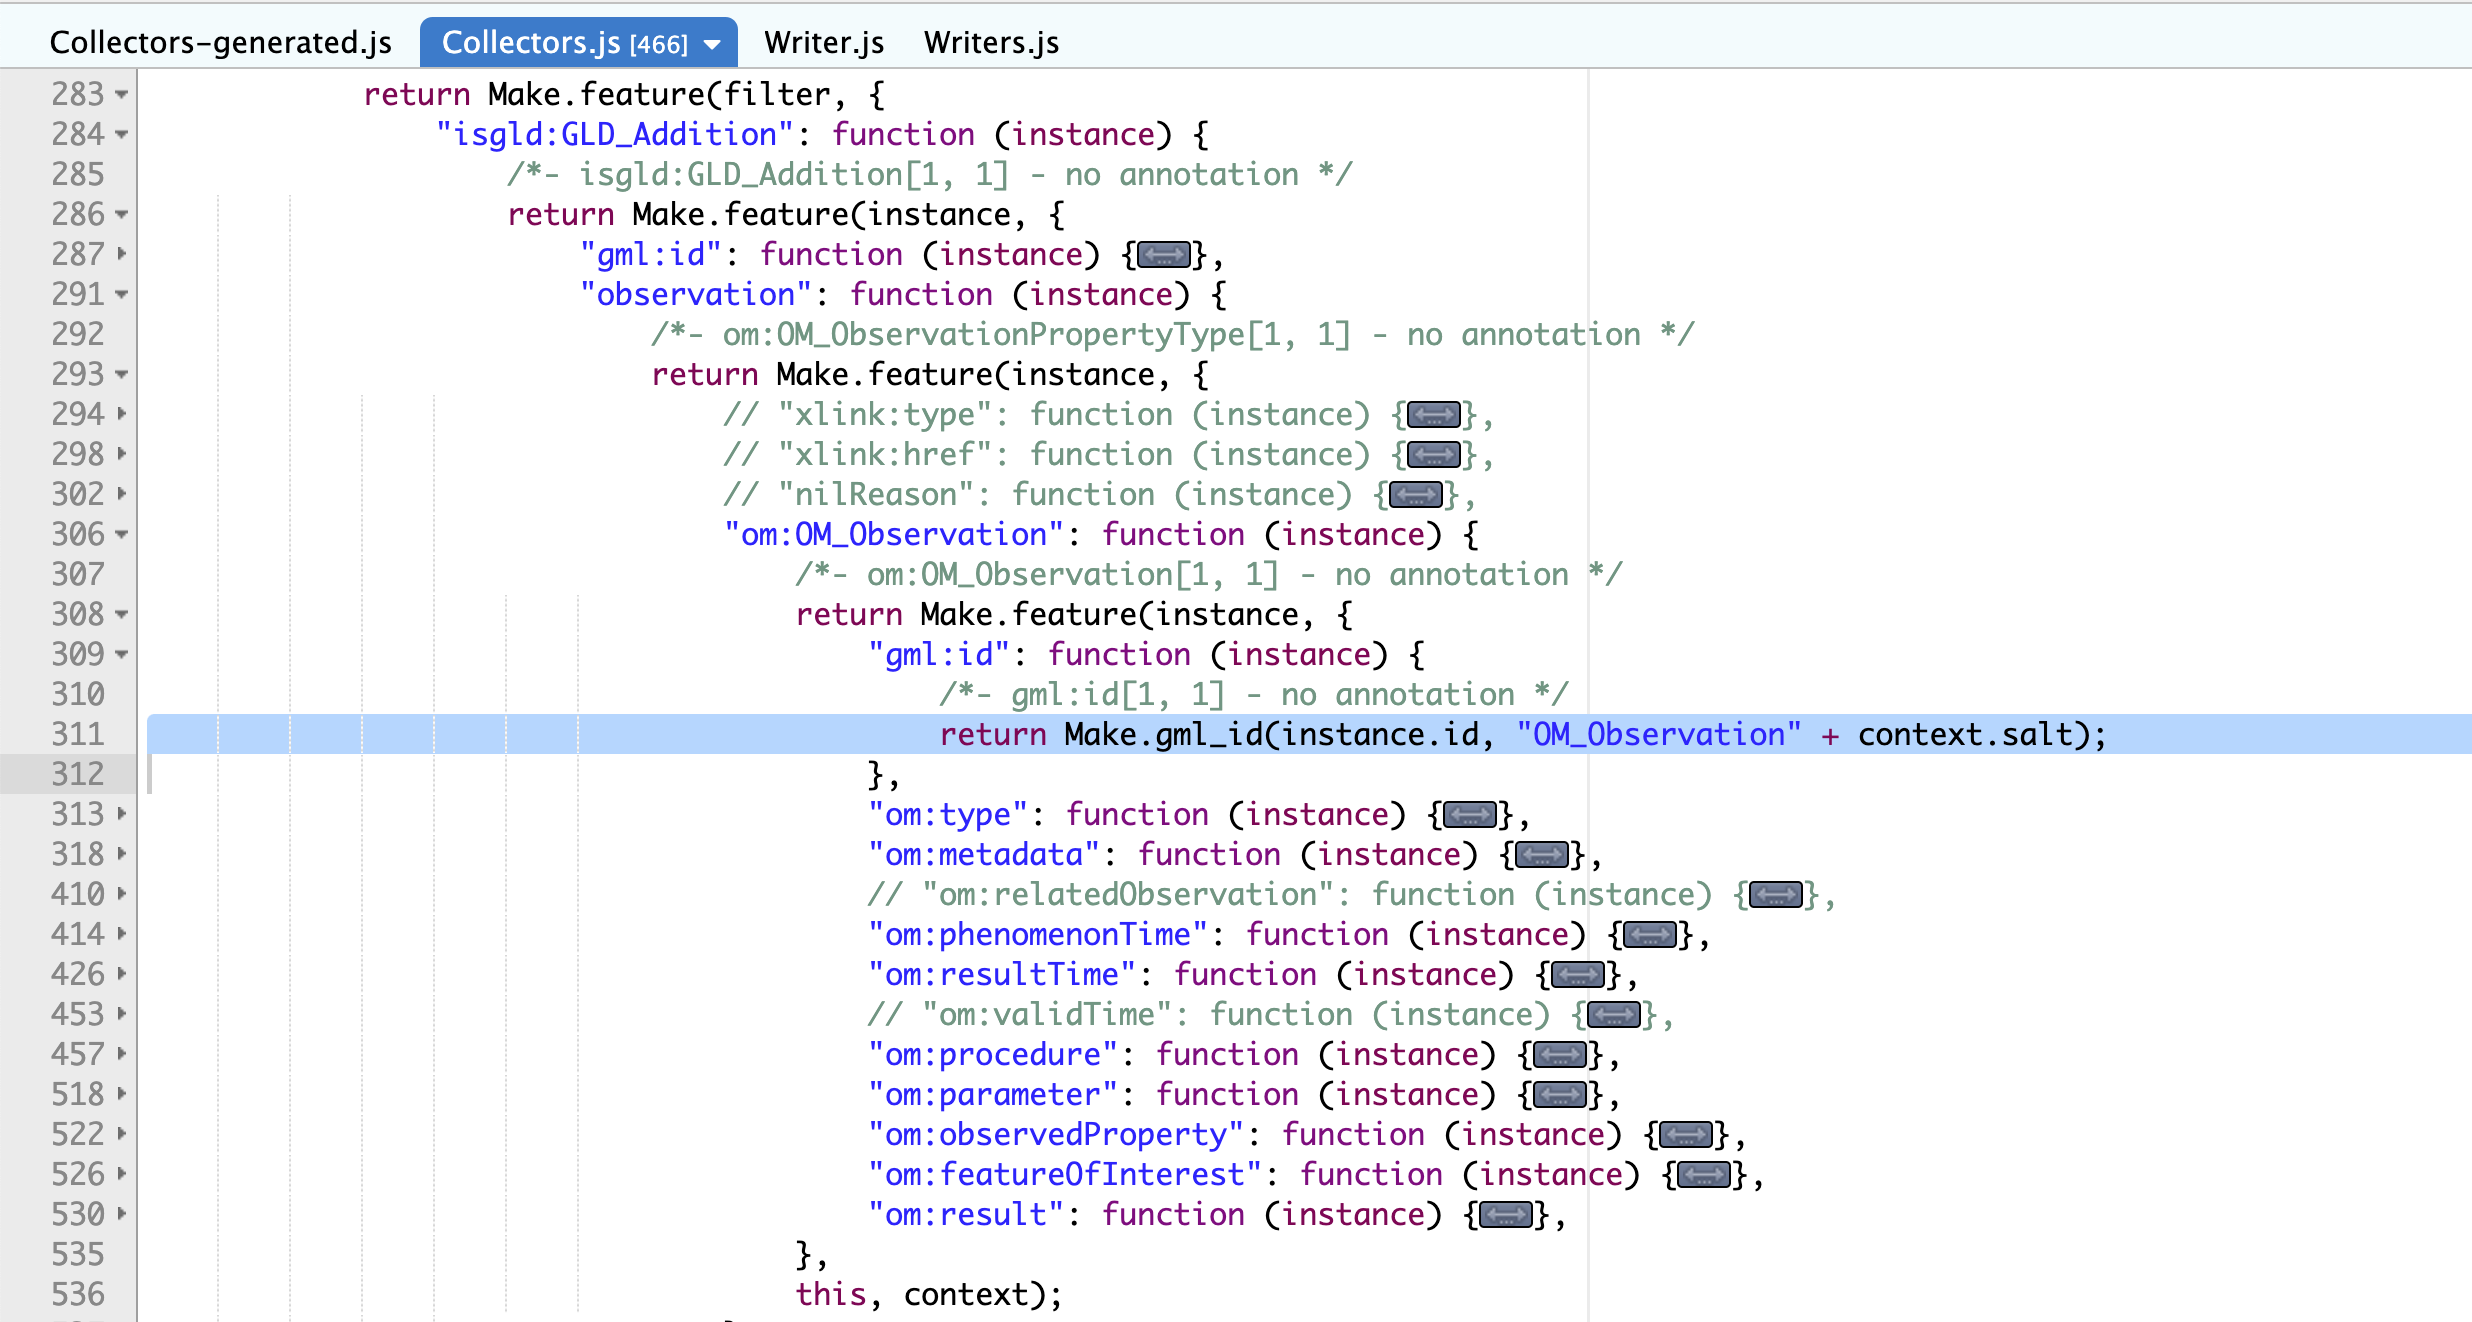 Collectors-generated.js Collectors.js [466] Writer.js Writers.js
283 return Make.feature(filter, {
284 "isgld:GLD_Addition": function (instance) {
285 /*- isgld:GLD_Addition[1, 1] - no annotation */
286 return Make.feature(instance, {
287 "gml:id": function (instance) {...},
291 "observation": function (instance) {
292 /*- om:OM_ObservationPropertyType[1, 1] - no annotation */
293 return Make.feature(instance, {
294 // "xlink:type": function (instance) {...},
298 // "xlink:href": function (instance) {...},
302 // "nilReason": function (instance) {...},
306 "om:OM_Observation": function (instance) {
307 /*- om:OM_Observation[1, 1] - no annotation */
308 return Make.feature(instance, {
309 "gml:id": function (instance) {
310 /*- gml:id[1, 1] - no annotation */
311 return Make.gml_id(instance.id, "OM_Observation" + context.salt);
312 },
313 "om:type": function (instance) {...},
318 "om:metadata": function (instance) {...},
410 // "om:relatedObservation": function (instance) {...},
414 "om:phenomenonTime": function (instance) {...},
426 "om:resultTime": function (instance) {...},
453 // "om:validTime": function (instance) {...},
457 "om:procedure": function (instance) {...},
518 "om:parameter": function (instance) {...},
522 "om:observedProperty": function (instance) {...},
526 "om:featureOfInterest": function (instance) {...},
530 "om:result": function (instance) {...},
535 },
536 this, context);